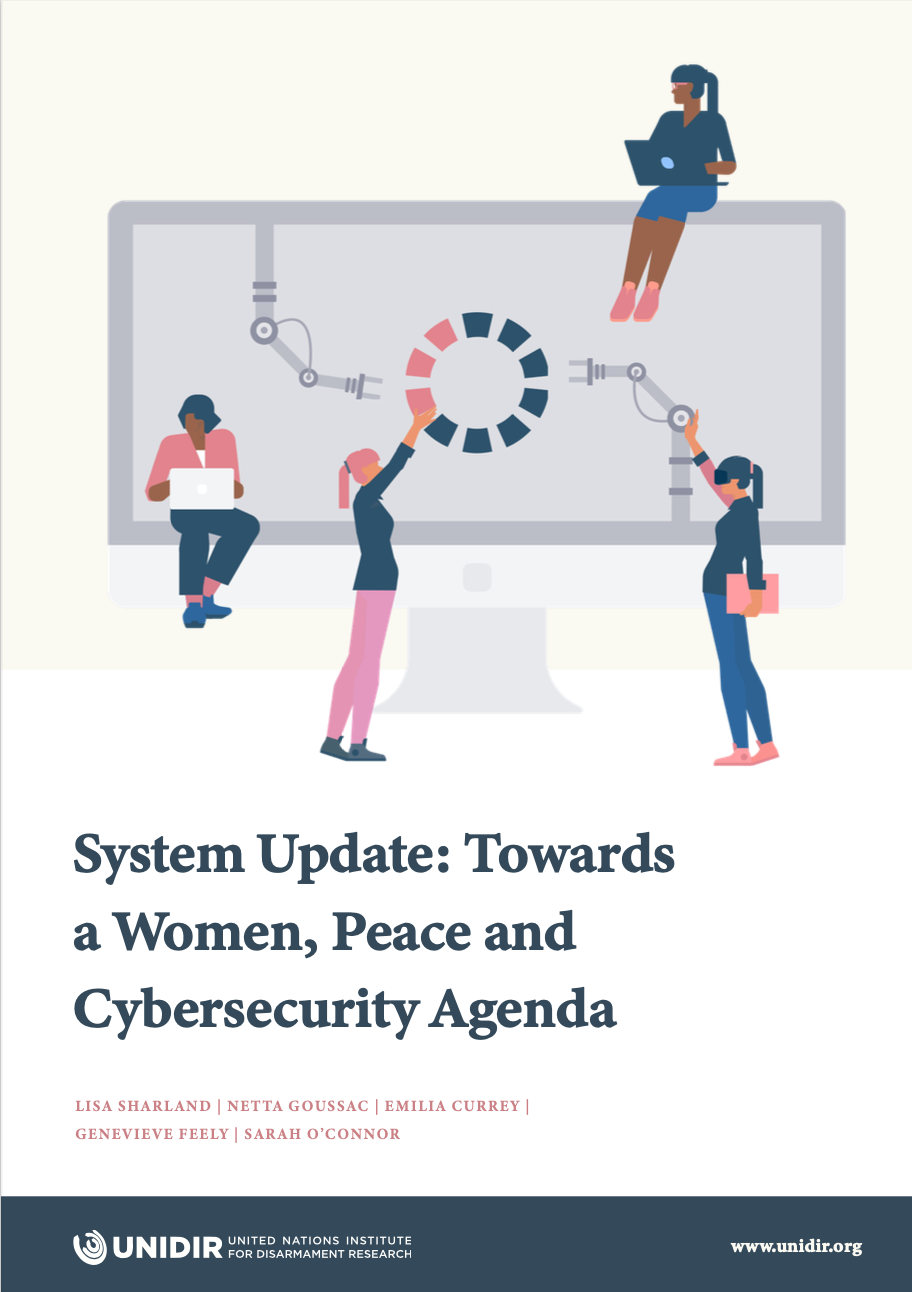 System Update: Towards
a Women, Peace and
Cybersecurity Agenda
LISA SHARLAND | NETTA GOUSSAC | EMILIA CURREY |
GENEVIEVE FEELY | SARAH O’CONNOR
UNIDIR
UNITED NATIONS INSTITUTE
FOR DISARMAMENT RESEARCH
www.unidir.org